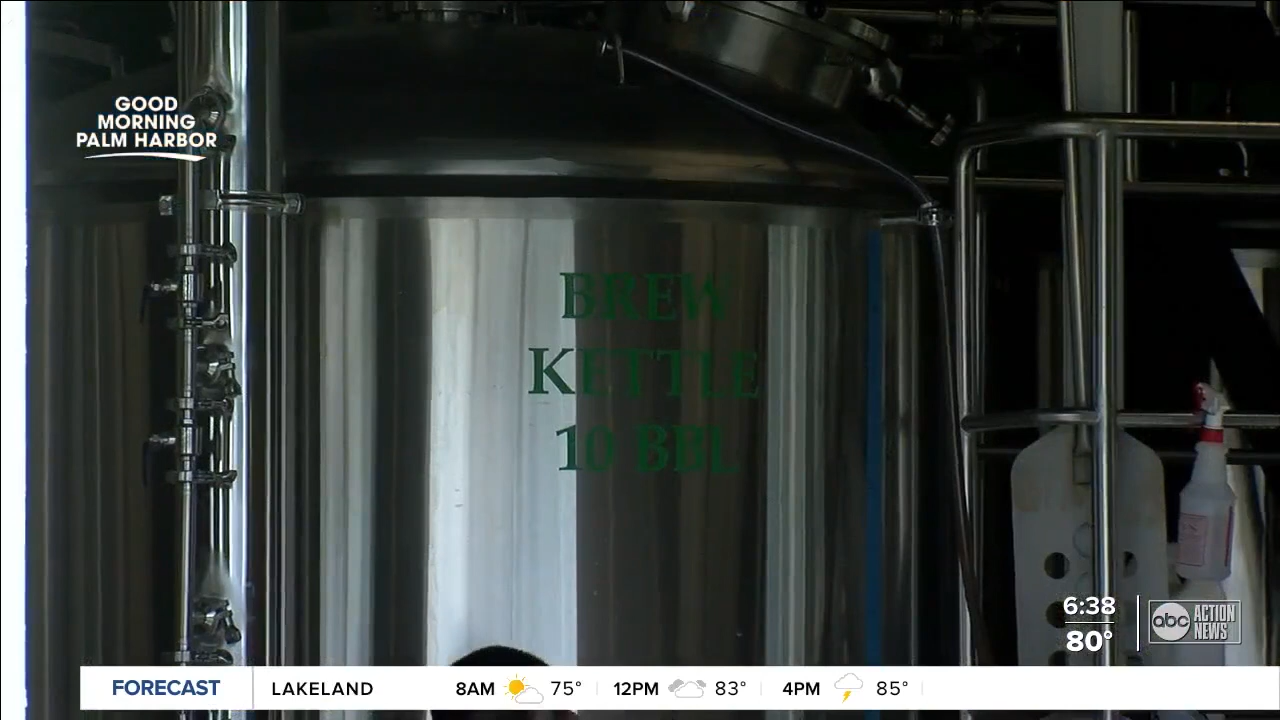 GOOD
MORNING
PALM HARBOR
BREW
KETTLE
10 BBL
6:38
80°
abc ACTION
NEWS
FORECAST LAKELAND 8AM 75° 12PM 83° 4PM 85°